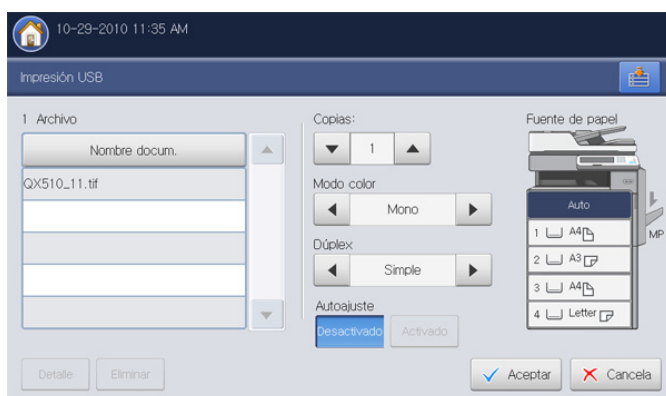 10-29-2010 11:35 AM
Impresión USB
1 Archivo
Nombre docum.
QX510_11.tif
Detalle
Eliminar
Copias:
1
Modo color
Mono
Dúplex
Simple
Autoajuste
Desactivado
Activado
Fuente de papel
Auto
MP
1 A4
2 A3
3 A4
4 Letter
Aceptar
Cancela